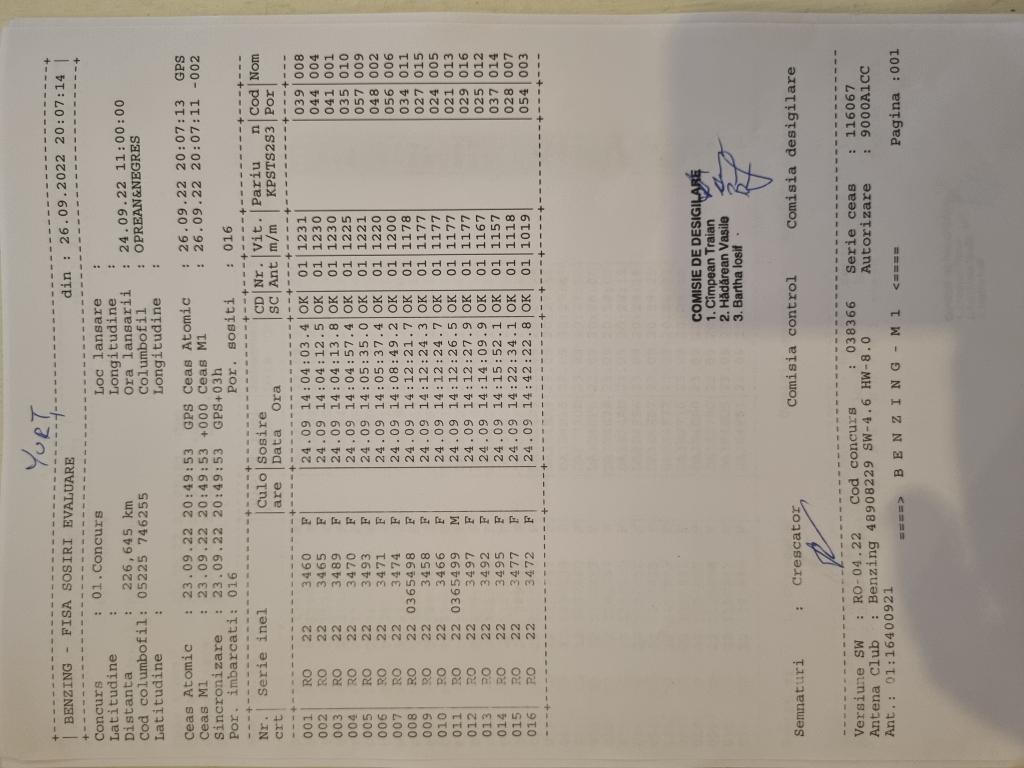 YURT
+-----------------------------------------------------------------------------+
| BENZING - FISA SOSIRI EVALUARE din : 26.09.2022 20:07:14 |
+-----------------------------------------------------------------------------+
Concurs : 01.Concurs Loc lansare :
Latitudine : Longitudine :
Distanta : 226,645 km Ora lansarii : 24.09.22 11:00:00
Cod columbofil: 05225 746255 Columbofil : OPREAN&NEGRES
Latitudine : Longitudine :
Ceas Atomic : 23.09.22 20:49:53 GPS Ceas Atomic : 26.09.22 20:07:13 GPS
Ceas M1 : 23.09.22 20:49:53 +000 Ceas M1 : 26.09.22 20:07:11 -002
Sincronizare : 23.09.22 20:49:53 GPS+03h
Por. imbarcati: 016 Por. sositi : 016
Nr. | Serie inel |Culo|Sosire |CD|Nr. |Vit. |Pariu n |Cod|Nom
crt | |are |Data Ora |SC|Ant|m/m | KPSTS2S3|Por|
001 RO 22 3460 F 24.09 14:04:03.4 OK 01 1231 039 008
002 RO 22 3465 F 24.09 14:04:12.5 OK 01 1230 044 004
003 RO 22 3489 F 24.09 14:04:13.8 OK 01 1230 041 001
004 RO 22 3470 F 24.09 14:04:57.4 OK 01 1225 035 010
005 RO 22 3493 F 24.09 14:05:35.0 OK 01 1221 057 009
006 RO 22 3471 F 24.09 14:05:37.4 OK 01 1220 048 002
007 RO 22 3474 F 24.09 14:08:49.2 OK 01 1200 056 006
008 RO 22 0365498 F 24.09 14:12:21.7 OK 01 1178 034 011
009 RO 22 3458 F 24.09 14:12:24.3 OK 01 1177 027 015
010 RO 22 3466 F 24.09 14:12:24.7 OK 01 1177 024 005
011 RO 22 0365499 M 24.09 14:12:26.5 OK 01 1177 021 013
012 RO 22 3497 F 24.09 14:12:27.9 OK 01 1177 029 016
013 RO 22 3492 F 24.09 14:14:09.9 OK 01 1167 025 012
014 RO 22 3495 F 24.09 14:15:52.1 OK 01 1157 037 014
015 RO 22 3477 F 24.09 14:22:34.1 OK 01 1118 028 007
016 RO 22 3472 F 24.09 14:42:22.8 OK 01 1019 054 003
COMISIE DE DESIGILARE
1. Cîmpean Traian
2. Hădărean Vasile
3. Bartha Iosif
Semnaturi : Crescator Comisia control Comisia desigilare
Versiune SW : RO-04.22 Cod concurs : 038366 Serie ceas : 116067
Antena Club : Benzing 48908229 SW-4.6 HW-8.0 Autorizare : 9000A1CC
Ant.: 01:16400921
====> B E N Z I N G - M 1 <==== Pagina :001